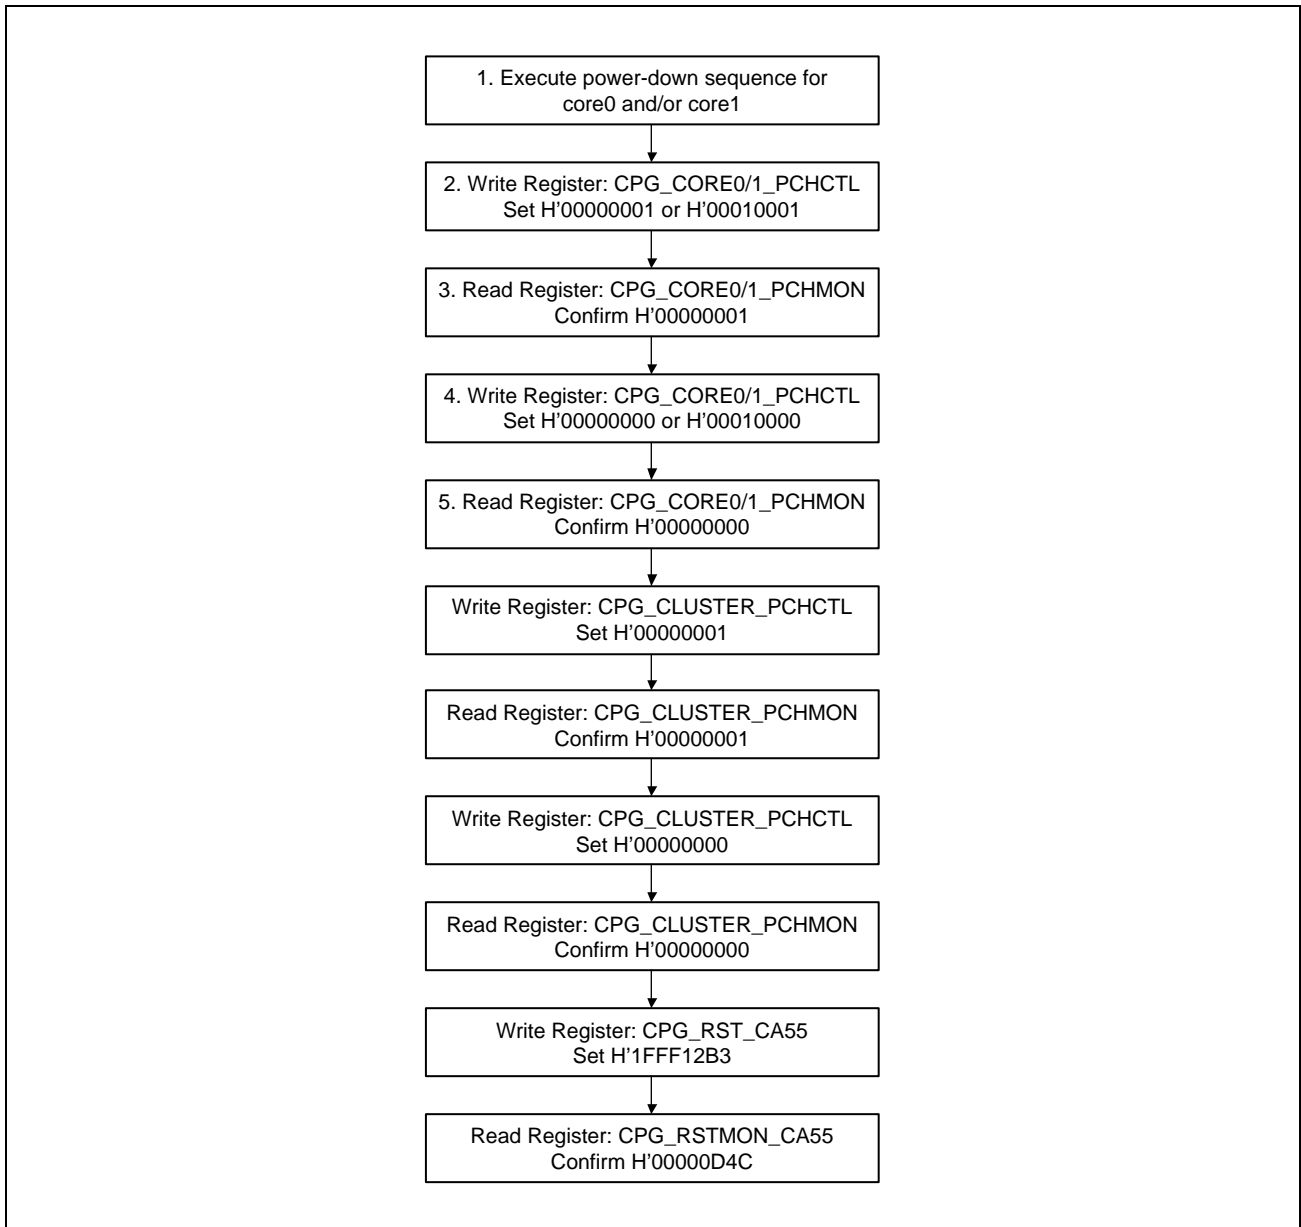 1. Execute power-down sequence for
core0 and/or core1
2. Write Register: CPG_CORE0/1_PCHCTL
Set H’00000001 or H’00010001
3. Read Register: CPG_CORE0/1_PCHMON
Confirm H’00000001
4. Write Register: CPG_CORE0/1_PCHCTL
Set H’00000000 or H’00010000
5. Read Register: CPG_CORE0/1_PCHMON
Confirm H’00000000
Write Register: CPG_CLUSTER_PCHCTL
Set H’00000001
Read Register: CPG_CLUSTER_PCHMON
Confirm H’00000001
Write Register: CPG_CLUSTER_PCHCTL
Set H’00000000
Read Register: CPG_CLUSTER_PCHMON
Confirm H’00000000
Write Register: CPG_RST_CA55
Set H’1FFF12B3
Read Register: CPG_RSTMON_CA55
Confirm H’00000D4C